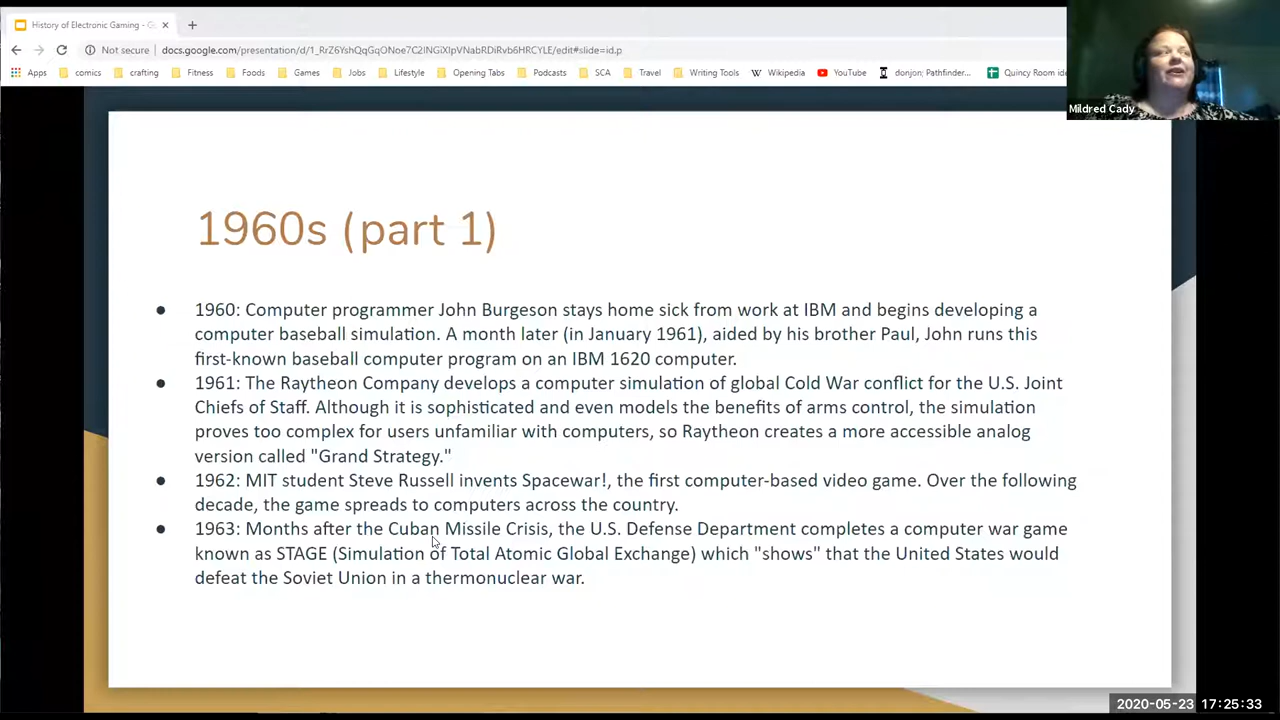 History of Electronic Gaming - G
Not secure
docs.google.com/presentation/d/1_RrZ6YshQqGqONoe7C2lNGiXlpVNabRDiRvb6HRCYLE/edit#slide=id.p
Apps comics crafting Fitness Foods Games Jobs Lifestyle Opening Tabs Podcasts SCA Travel Writing Tools Wikipedia YouTube donjon; Pathfinder... Quincy Room
Mildred Cady
1960s (part 1)
● 1960: Computer programmer John Burgeson stays home sick from work at IBM and begins developing a
computer baseball simulation. A month later (in January 1961), aided by his brother Paul, John runs this
first-known baseball computer program on an IBM 1620 computer.
● 1961: The Raytheon Company develops a computer simulation of global Cold War conflict for the U.S. Joint
Chiefs of Staff. Although it is sophisticated and even models the benefits of arms control, the simulation
proves too complex for users unfamiliar with computers, so Raytheon creates a more accessible analog
version called "Grand Strategy."
● 1962: MIT student Steve Russell invents Spacewar!, the first computer-based video game. Over the following
decade, the game spreads to computers across the country.
● 1963: Months after the Cuban Missile Crisis, the U.S. Defense Department completes a computer war game
known as STAGE (Simulation of Total Atomic Global Exchange) which "shows" that the United States would
defeat the Soviet Union in a thermonuclear war.
2020-05-23 17:25:33